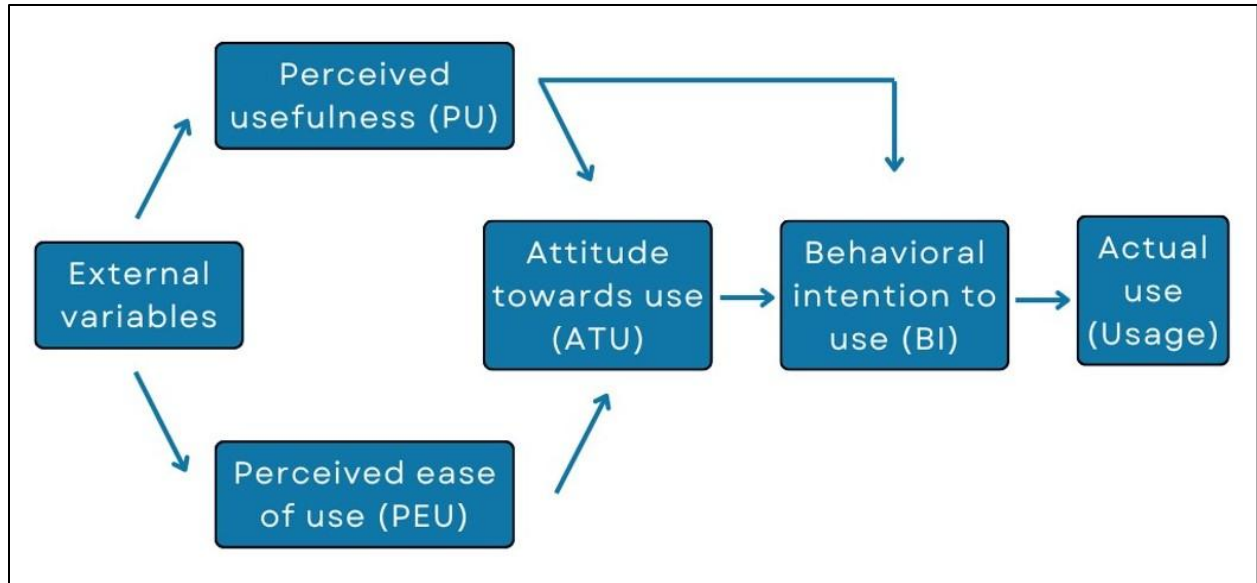 Perceived
usefulness (PU)
External
variables
Attitude
towards use
(ATU)
Behavioral
intention to
use (BI)
Actual
use
(Usage)
Perceived ease
of use (PEU)